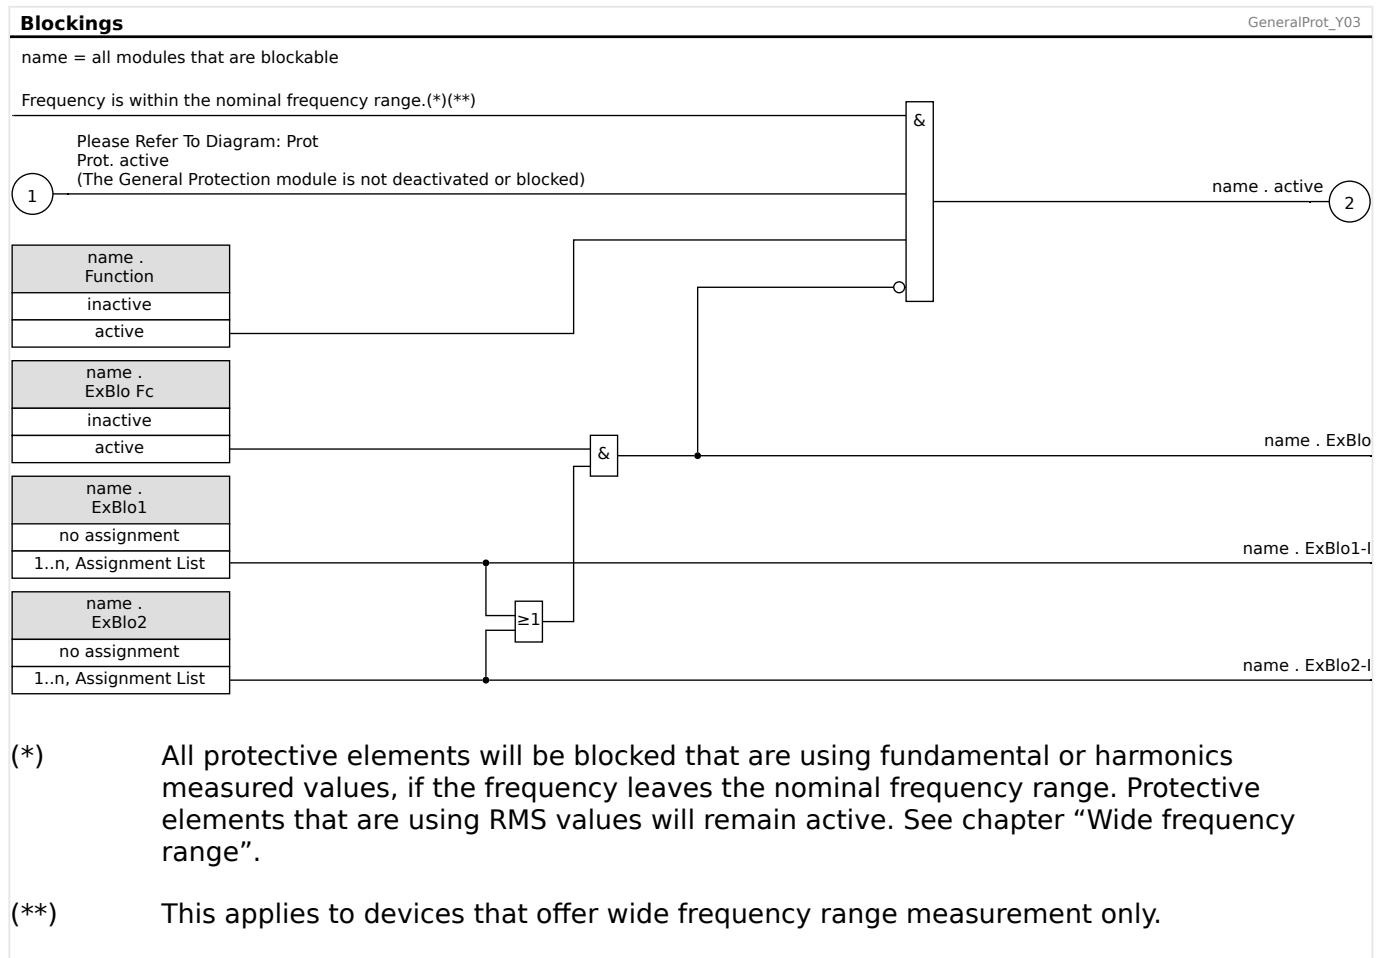 Blockings
GeneralProt_Y03
name = all modules that are blockable
Frequency is within the nominal frequency range.(*)(**)
&
Please Refer To Diagram: Prot
Prot. active
(The General Protection module is not deactivated or blocked)
1
name . active
2
name .
Function
inactive
active
name .
ExBlo Fc
inactive
active
&
name . ExBlo
name .
ExBlo1
no assignment
1..n, Assignment List
name . ExBlo1-I
name .
ExBlo2
≥1
no assignment
1..n, Assignment List
name . ExBlo2-I
(*) All protective elements will be blocked that are using fundamental or harmonics
measured values, if the frequency leaves the nominal frequency range. Protective
elements that are using RMS values will remain active. See chapter “Wide frequency
range”.
(**) This applies to devices that offer wide frequency range measurement only.